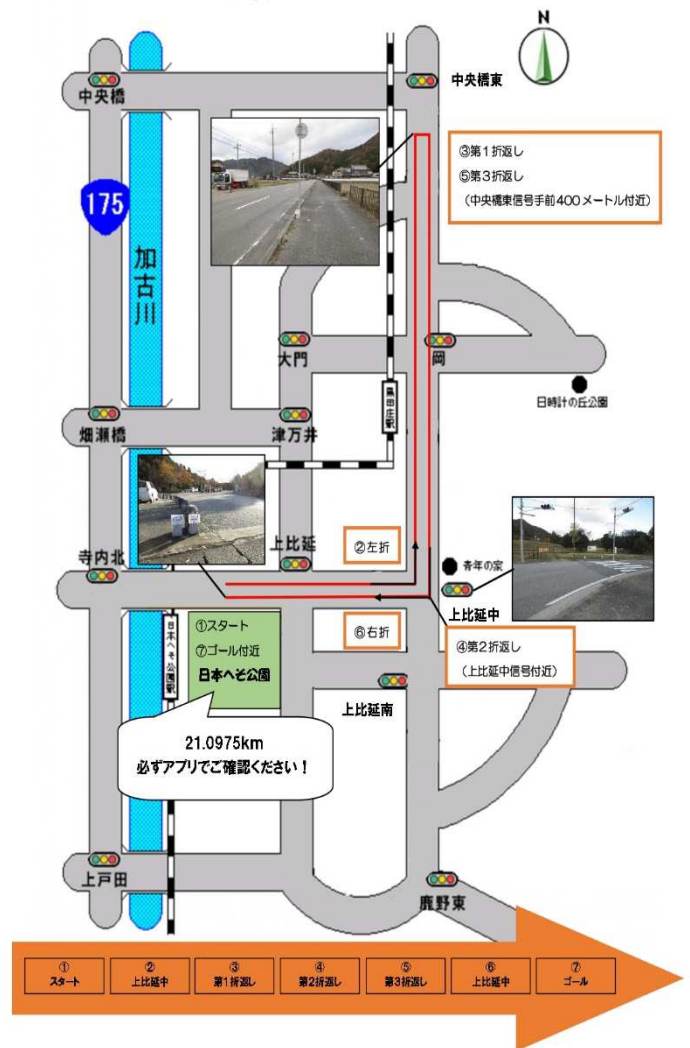 N
中央橋
中央橋東
③第1折返し
⑤第3折返し
(中央橋東信号手前400メートル付近)
175
加古川
大門
岡
日時計の丘公園
黒田庄駅
畑瀬橋
津万井
寺内北
上比延
②左折
青年の家
上比延中
①スタート
⑦ゴール付近
日本へそ公園
日本へそ公園駅
⑥右折
④第2折返し
(上比延中信号付近)
上比延南
21.0975km
必ずアプリでご確認ください！
上戸田
鹿野東
①
スタート
②
上比延中
③
第1折返し
④
第2折返し
⑤
第3折返し
⑥
上比延中
⑦
ゴール